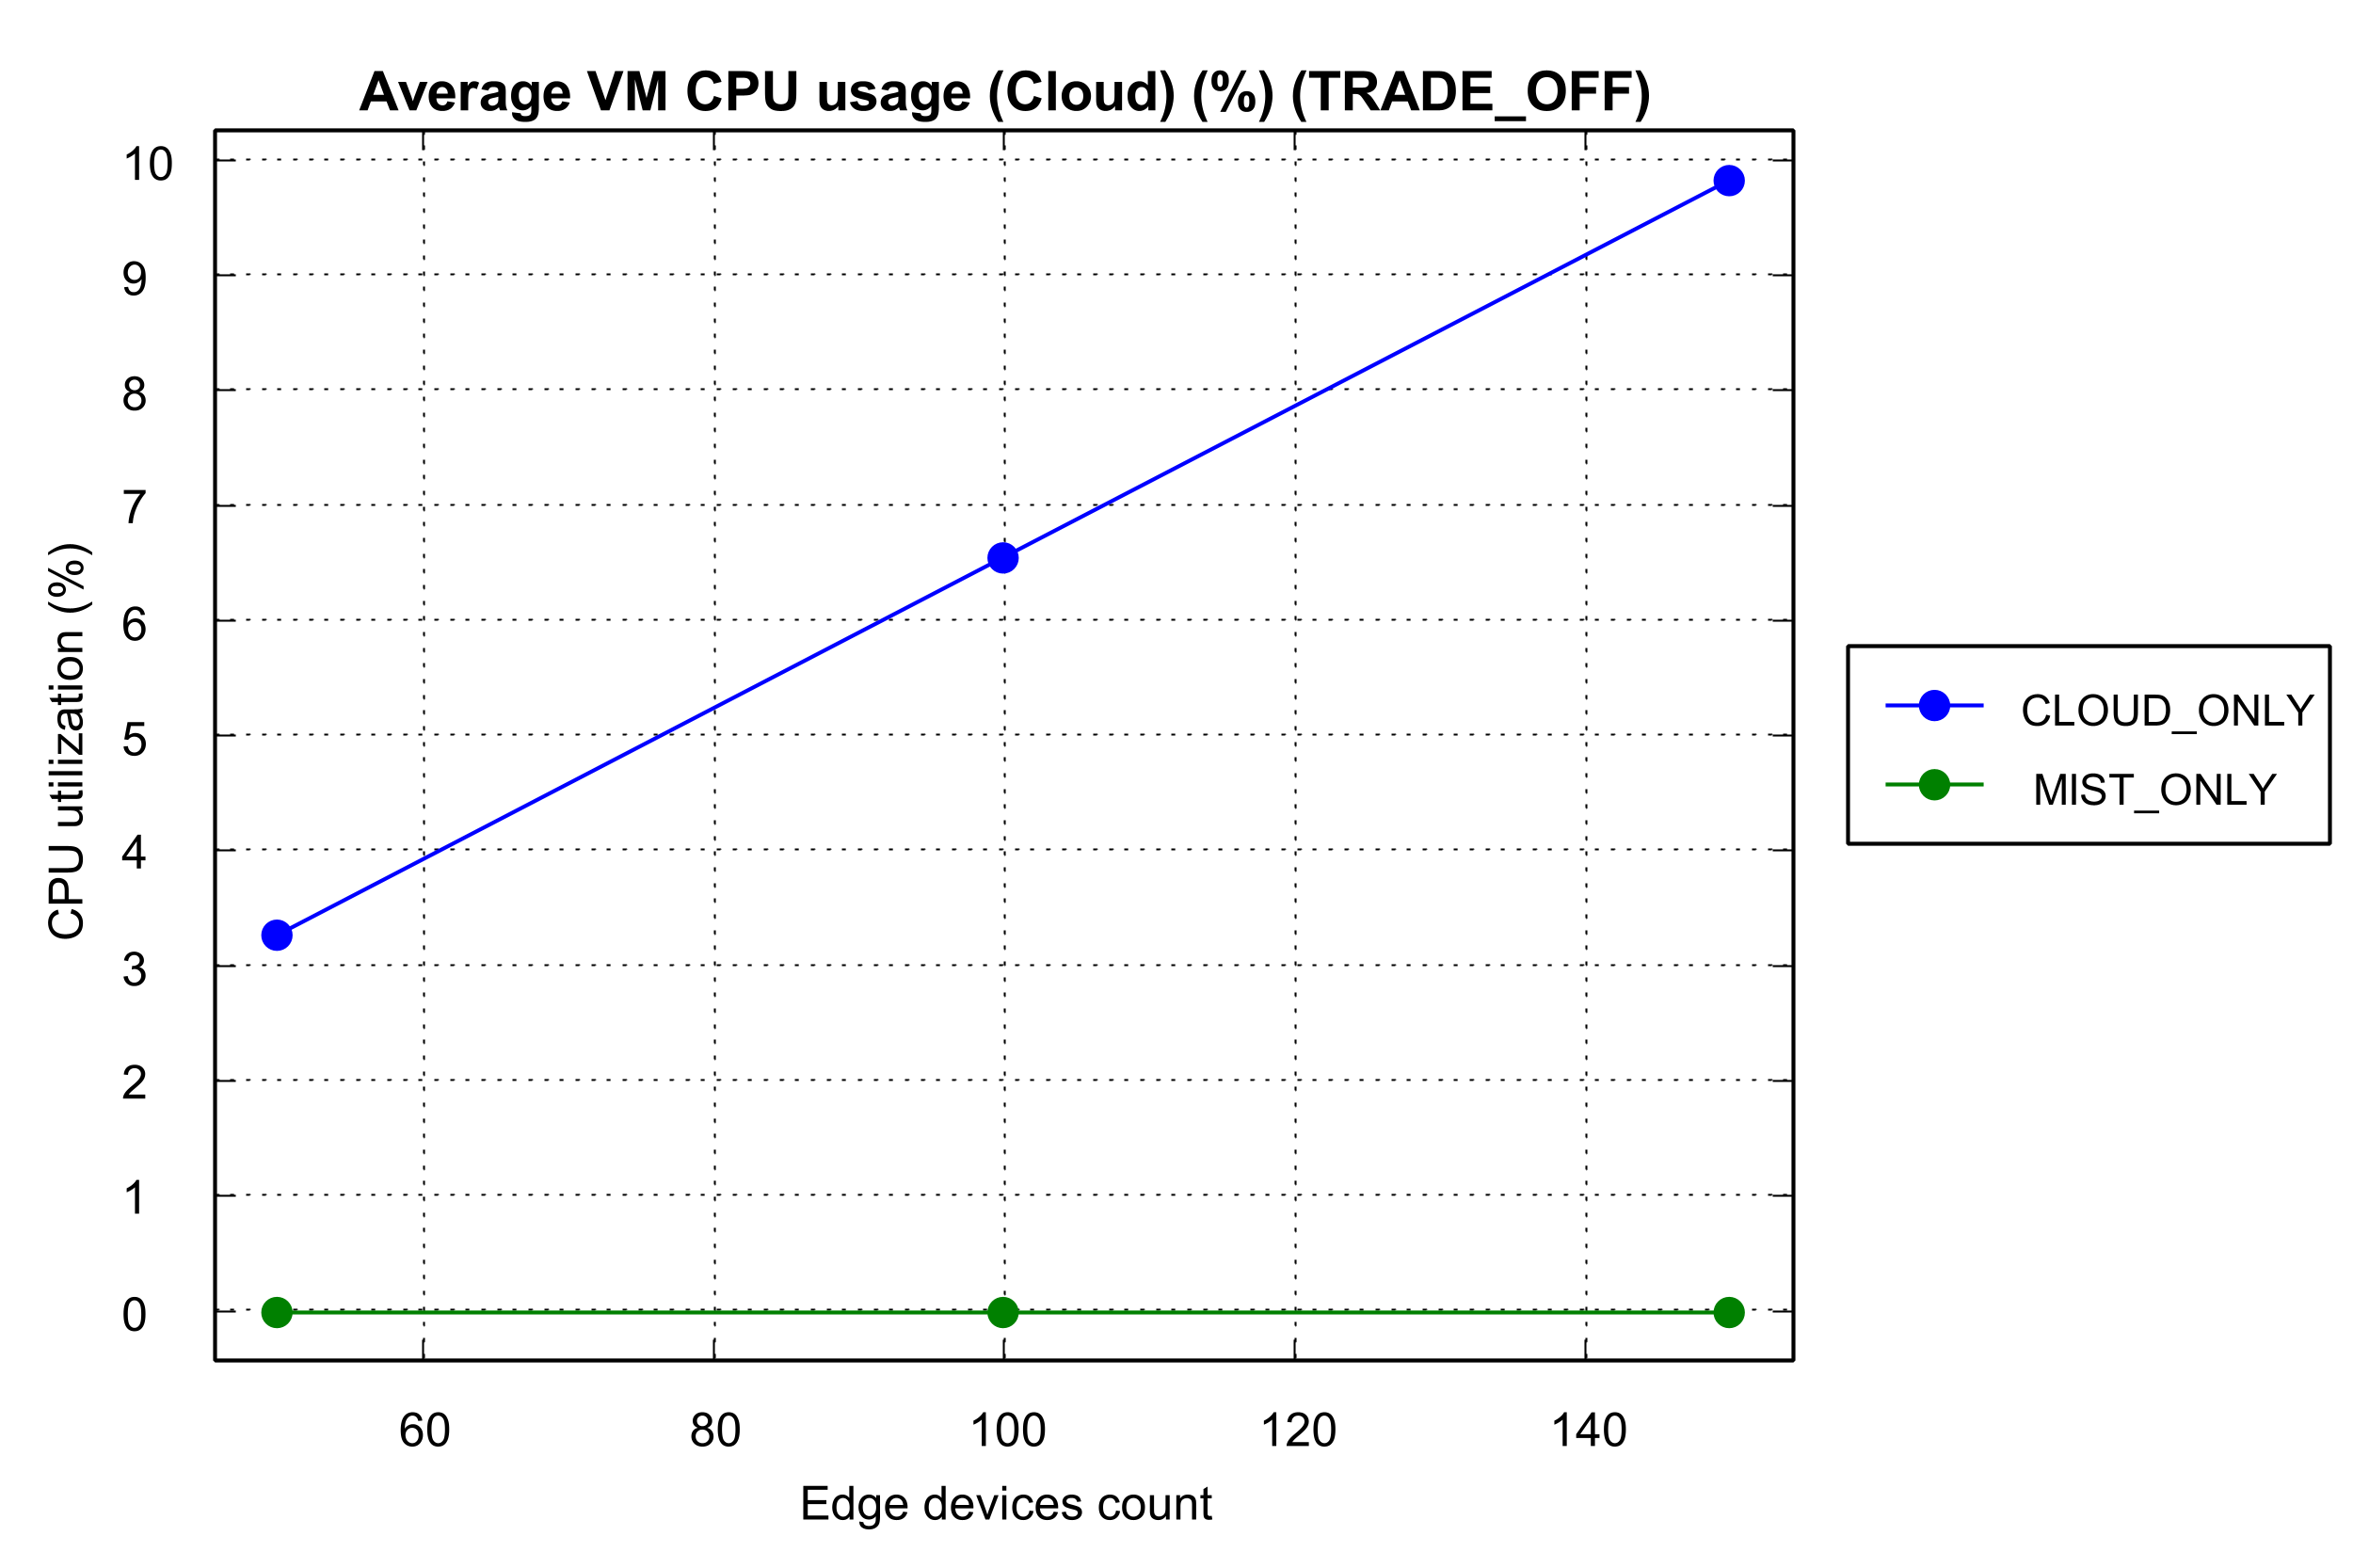 Average VM CPU usage (Cloud) (%) (TRADE_OFF)
10
9
8
7
6
5
4
3
2
1
0
CPU utilization (%)
60 80 100 120 140
Edge devices count
CLOUD_ONLY
MIST_ONLY